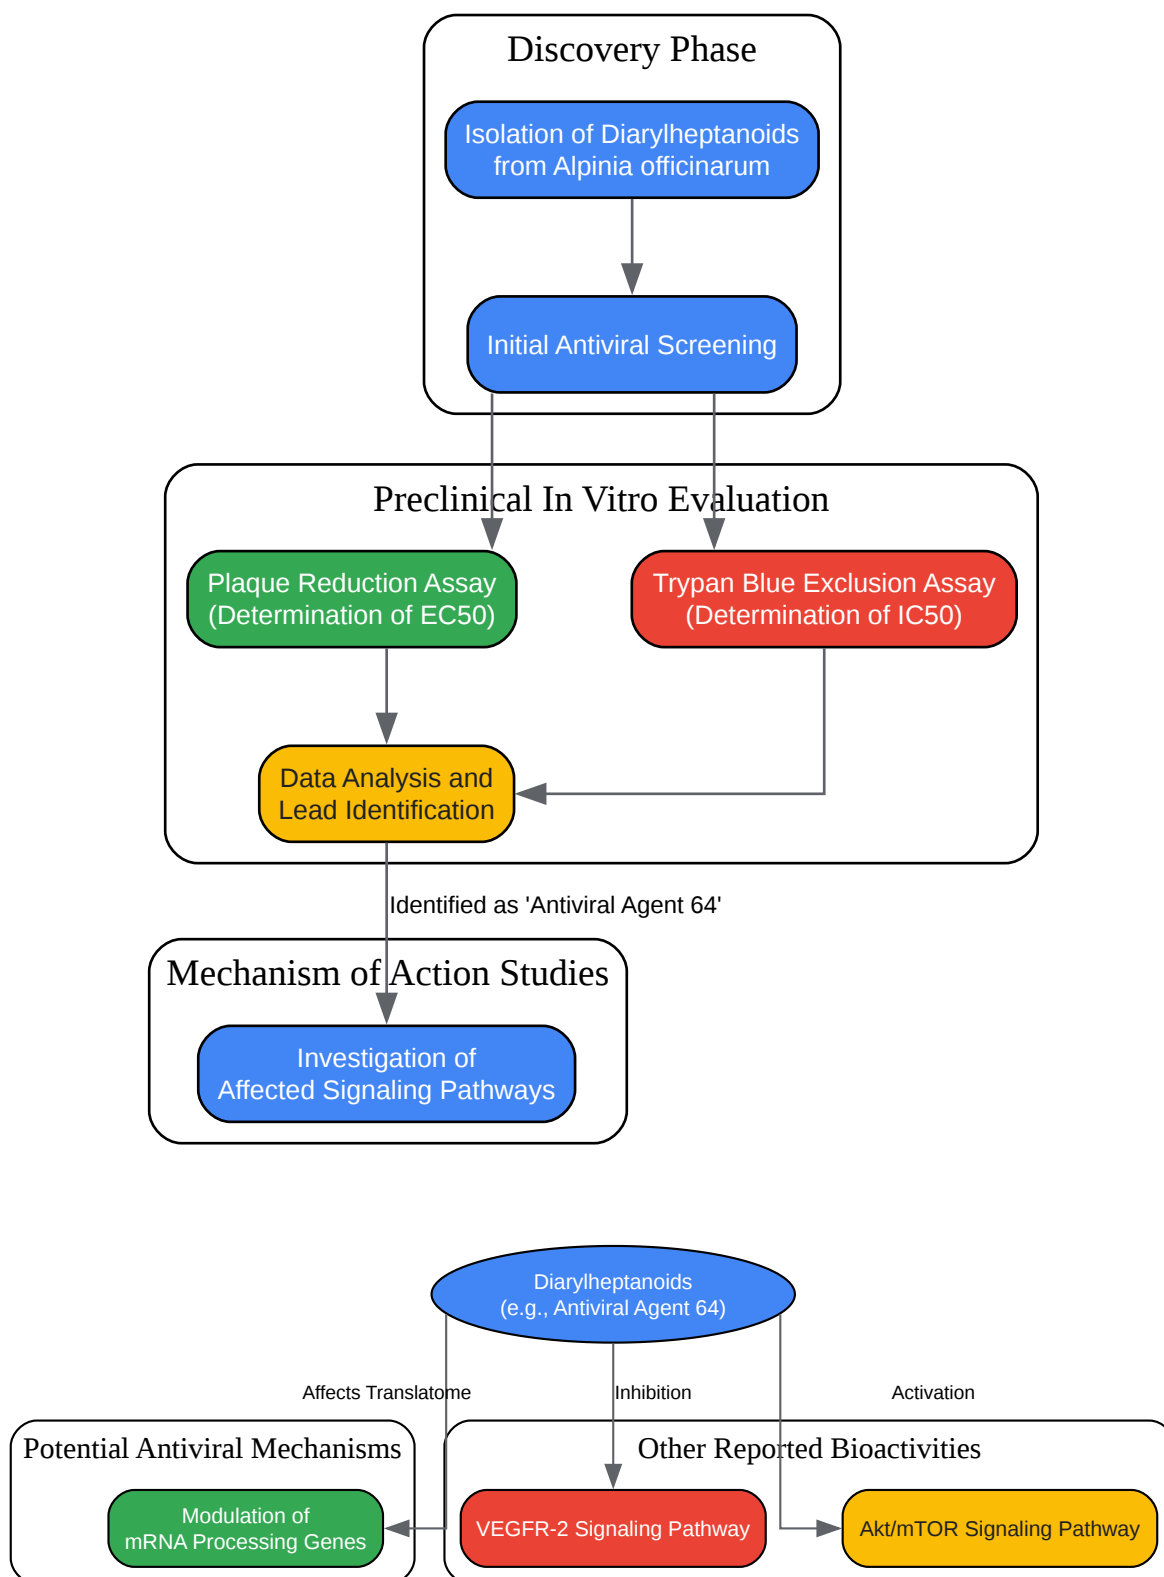 Discovery Phase
Isolation of Diarylheptanoids
from Alpinia officinarum
Initial Antiviral Screening
Preclinical In Vitro Evaluation
Plaque Reduction Assay
(Determination of EC50)
Trypan Blue Exclusion Assay
(Determination of IC50)
Data Analysis and
Lead Identification
Identified as 'Antiviral Agent 64'
Mechanism of Action Studies
Investigation of
Affected Signaling Pathways
Diarylheptanoids
(e.g., Antiviral Agent 64)
Affects Translatome
Inhibition
Activation
Potential Antiviral Mechanisms
Other Reported Bioactivities
Modulation of
mRNA Processing Genes
VEGFR-2 Signaling Pathway
Akt/mTOR Signaling Pathway